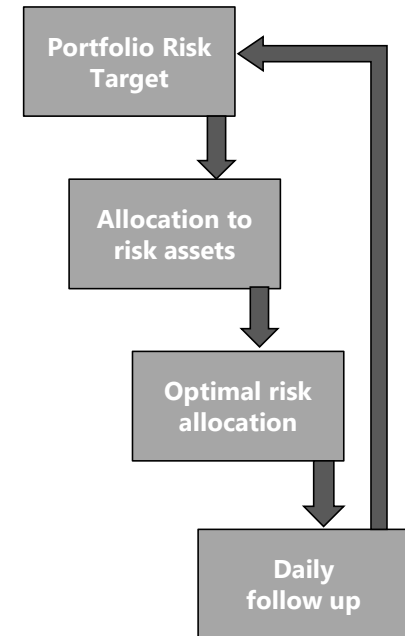 Portfolio Risk
Target
Allocation to
risk assets
Optimal risk
allocation
Daily
follow up